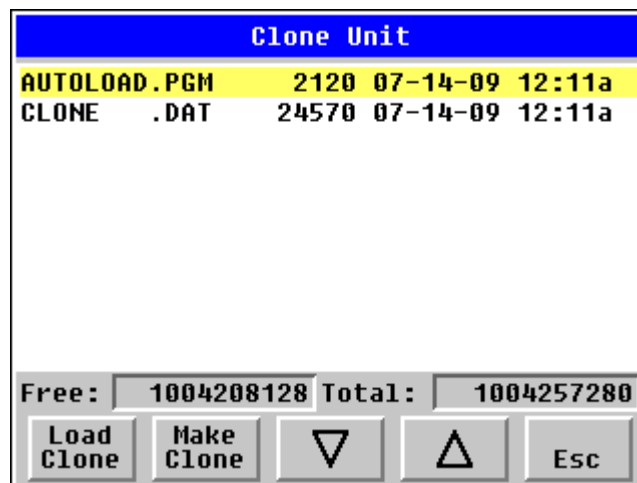 Clone Unit
AUTOLOAD.PGM 2120 07-14-09 12:11a
CLONE .DAT 24570 07-14-09 12:11a
Free: 1004208128 Total: 1004257280
Load Clone Make Clone Esc